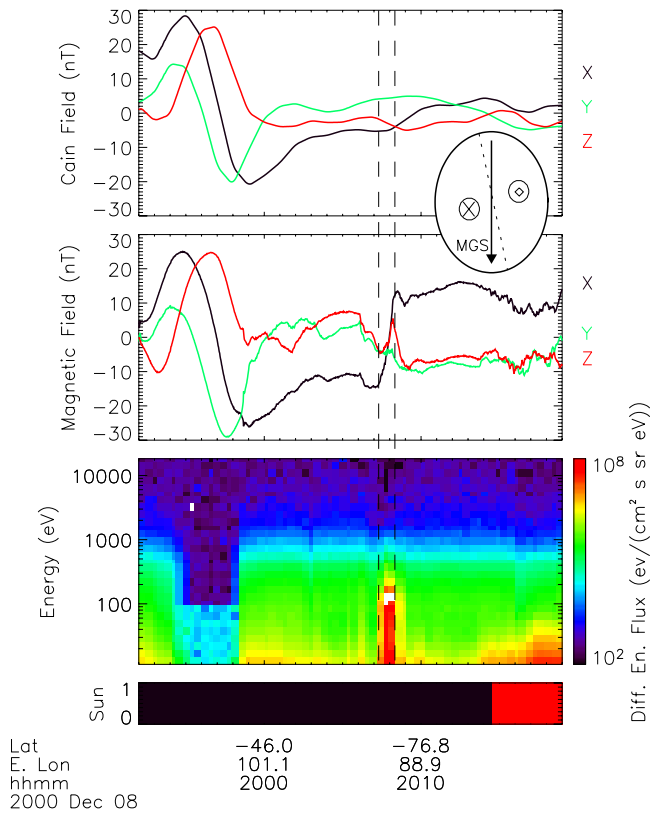 30
20
10
0
−10
−20
−30
Cain Field (nT)
X
Y
Z
MGS
30
20
10
0
−10
−20
−30
Magnetic Field (nT)
X
Y
Z
10000
1000
100
Energy (eV)
10⁸
10²
Diff. En. Flux (ev/(cm² s sr eV))
1
0
Sun
Lat −46.0 −76.8
E. Lon 101.1 88.9
hhmm 2000 2010
2000 Dec 08